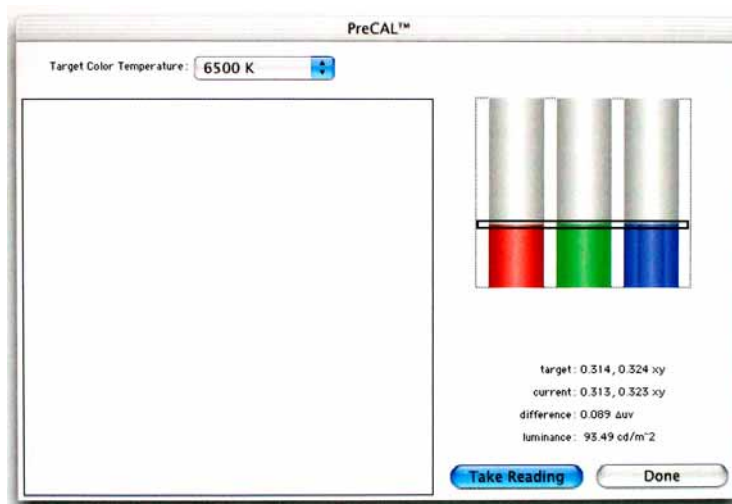 PreCAL™
Target Color Temperature: 6500 K
target: 0.314, 0.324 xy
current: 0.313, 0.323 xy
difference: 0.089 Δuv
luminance: 93.49 cd/m^2
Take Reading
Done